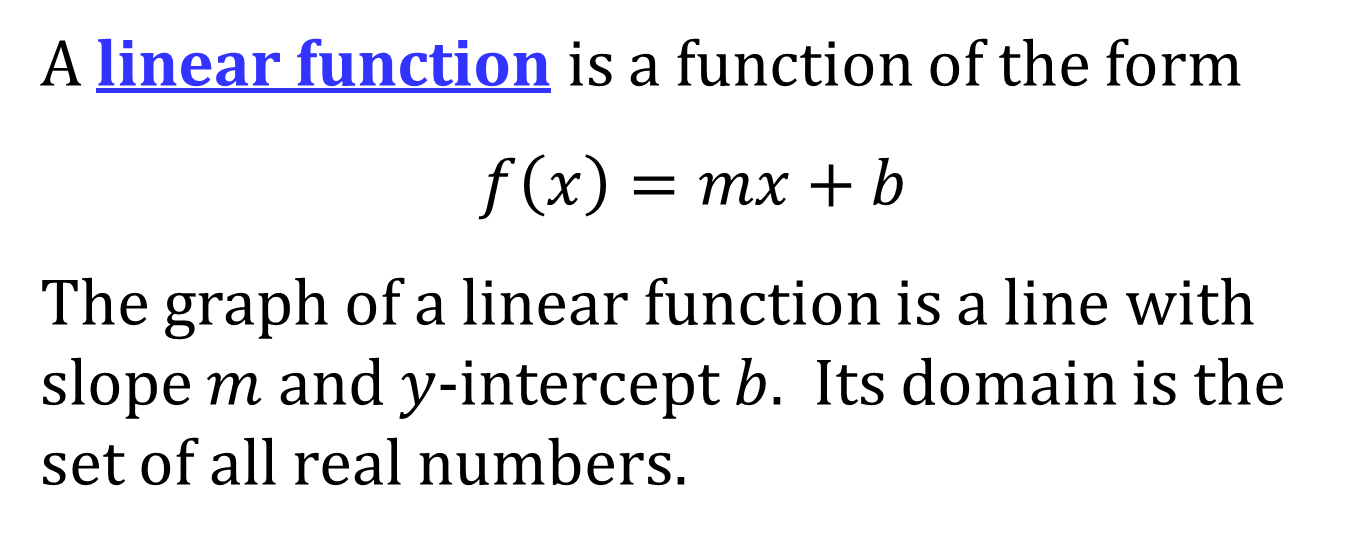 A linear function is a function of the form
f(x) = mx + b
The graph of a linear function is a line with
slope m and y-intercept b.  Its domain is the
set of all real numbers.